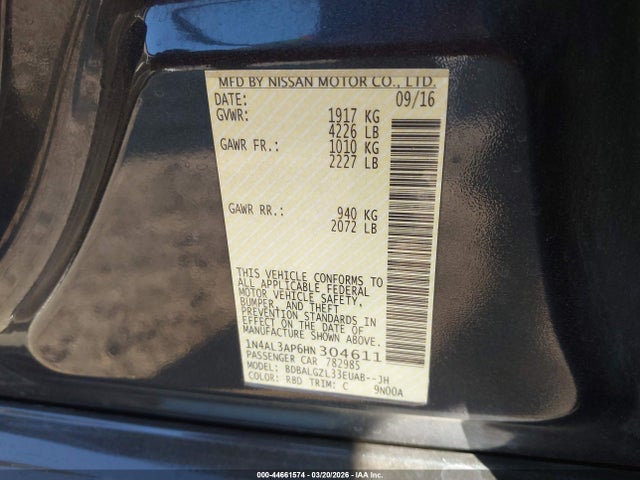 MFD BY NISSAN MOTOR CO., LTD.
DATE: 09/16
GVWR: 1917 KG
4226 LB
GAWR FR.: 1010 KG
2227 LB
GAWR RR.: 940 KG
2072 LB
THIS VEHICLE CONFORMS TO
ALL APPLICABLE FEDERAL
MOTOR VEHICLE SAFETY,
BUMPER, AND THEFT
PREVENTION STANDARDS IN
EFFECT ON THE DATE OF
MANUFACTURE SHOWN ABOVE.
1N4AL3AP6HN 304611
PASSENGER CAR 782985
MODEL: BDBALGZL33EUAB--JH
COLOR: RBD TRIM: C 9N00A
000-44661574 - 03/20/2026 - © IAA Inc.